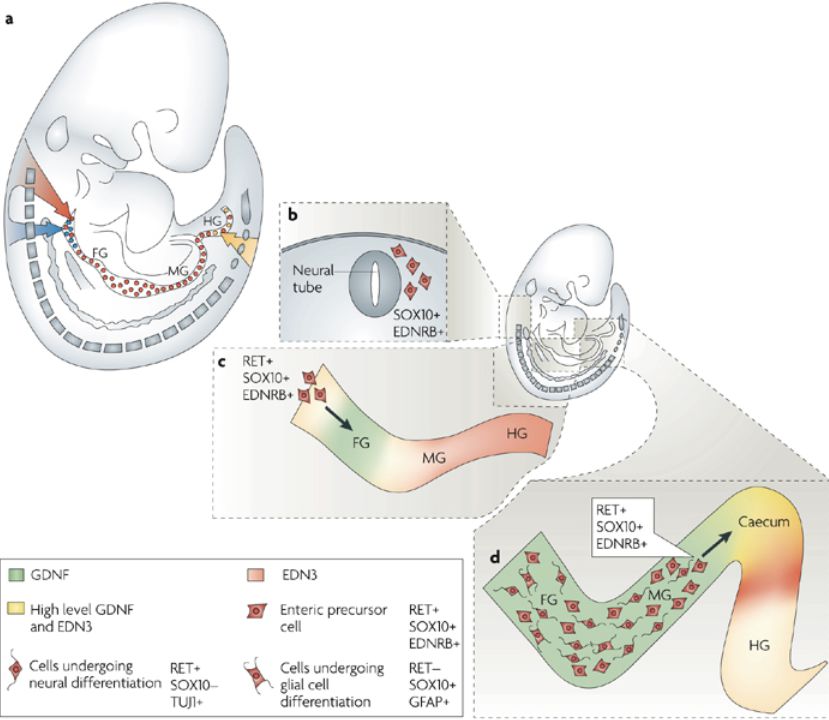 a
HG
FG
MG
b
Neural
tube
SOX10+
EDNRB+
c
RET+
SOX10+
EDNRB+
FG
MG
HG
d
RET+
SOX10+
EDNRB+
Caecum
FG
MG
HG
GDNF
EDN3
High level GDNF
and EDN3
Enteric precursor
cell
RET+
SOX10+
EDNRB+
Cells undergoing
neural differentiation
RET+
SOX10–
TUJ1+
Cells undergoing
glial cell
differentiation
RET–
SOX10+
GFAP+